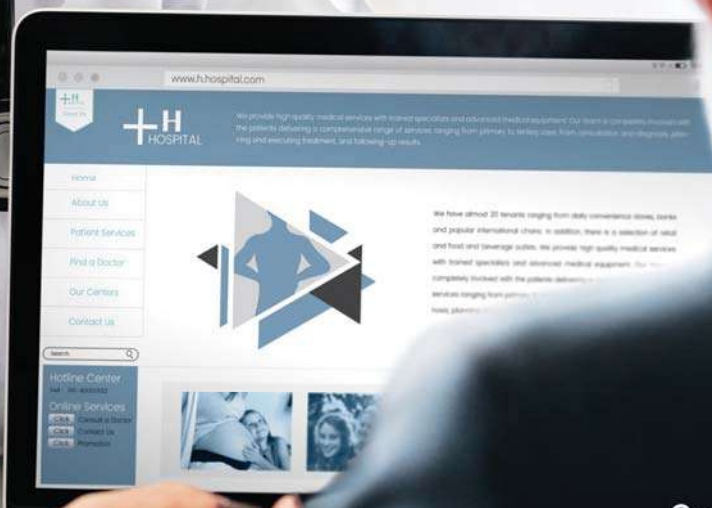 www.h.hospital.com
H
HOSPITAL
We provide high quality medical services with trained specialists and advanced medical equipment. Our team is completely involved with
the patients delivering a comprehensive range of services ranging from primary to tertiary care, from consultation and diagnosis, plan-
ning and executing treatment, and following-up results.
Home
About Us
Patient Services
Find a Doctor
Our Centers
Contact Us
Search
We have almost 20 tenants ranging from daily convenience stores, banks
and popular international chains. In addition, there is a selection of retail
and food and beverage outlets. We provide high quality medical services
with trained specialists and advanced medical equipment. Our
completely involved with the patients delivering
services ranging from primary
Hotline Center
Online Services
Click Consult a Doctor
Click Contact Us
Click Promotion